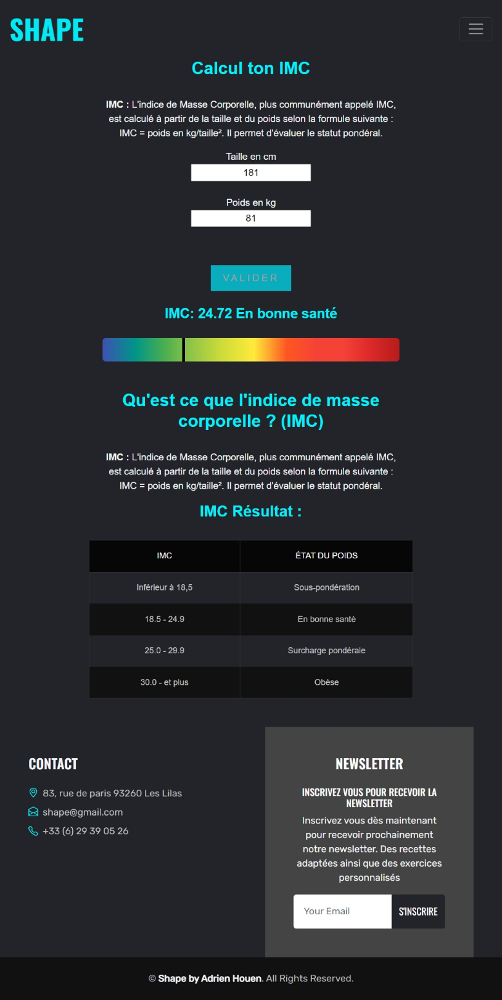 SHAPE
Calcul ton IMC
IMC : L'indice de Masse Corporelle, plus communément appelé IMC,
est calculé à partir de la taille et du poids selon la formule suivante :
IMC = poids en kg/taille². Il permet d'évaluer le statut pondéral.
Taille en cm
181
Poids en kg
81
VALIDER
IMC: 24.72 En bonne santé
Qu'est ce que l'indice de masse
corporelle ? (IMC)
IMC : L'indice de Masse Corporelle, plus communément appelé IMC,
est calculé à partir de la taille et du poids selon la formule suivante :
IMC = poids en kg/taille². Il permet d'évaluer le statut pondéral.
IMC Résultat :
IMC ÉTAT DU POIDS
Inférieur à 18,5 Sous-pondération
18.5 - 24.9 En bonne santé
25.0 - 29.9 Surcharge pondérale
30.0 - et plus Obèse
CONTACT
83, rue de paris 93260 Les Lilas
shape@gmail.com
+33 (6) 29 39 05 26
NEWSLETTER
INSCRIVEZ VOUS POUR RECEVOIR LA
NEWSLETTER
Inscrivez vous dès maintenant
pour recevoir prochainement
notre newsletter. Des recettes
adaptées ainsi que des exercices
personnalisés
Your Email S'INSCRIRE
© Shape by Adrien Houen. All Rights Reserved.